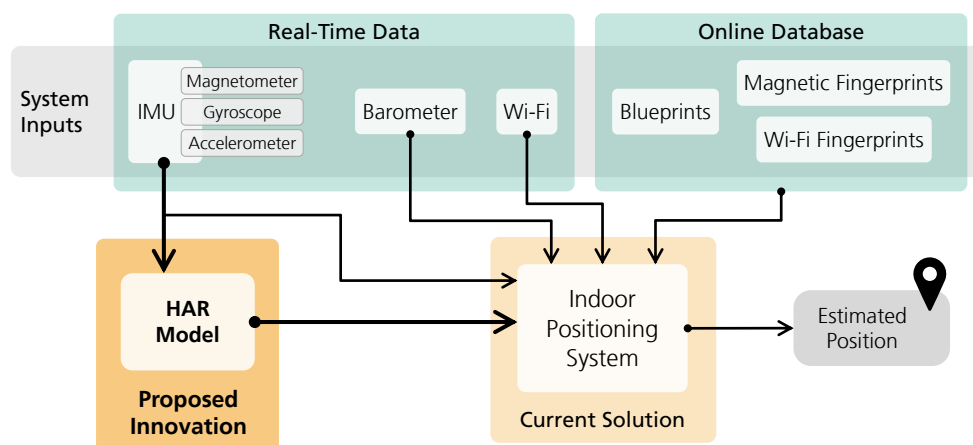 Real-Time Data
Online Database
System
Inputs
IMU
Magnetometer
Gyroscope
Accelerometer
Barometer
Wi-Fi
Blueprints
Magnetic Fingerprints
Wi-Fi Fingerprints
HAR
Model
Proposed
Innovation
Indoor
Positioning
System
Current Solution
Estimated
Position